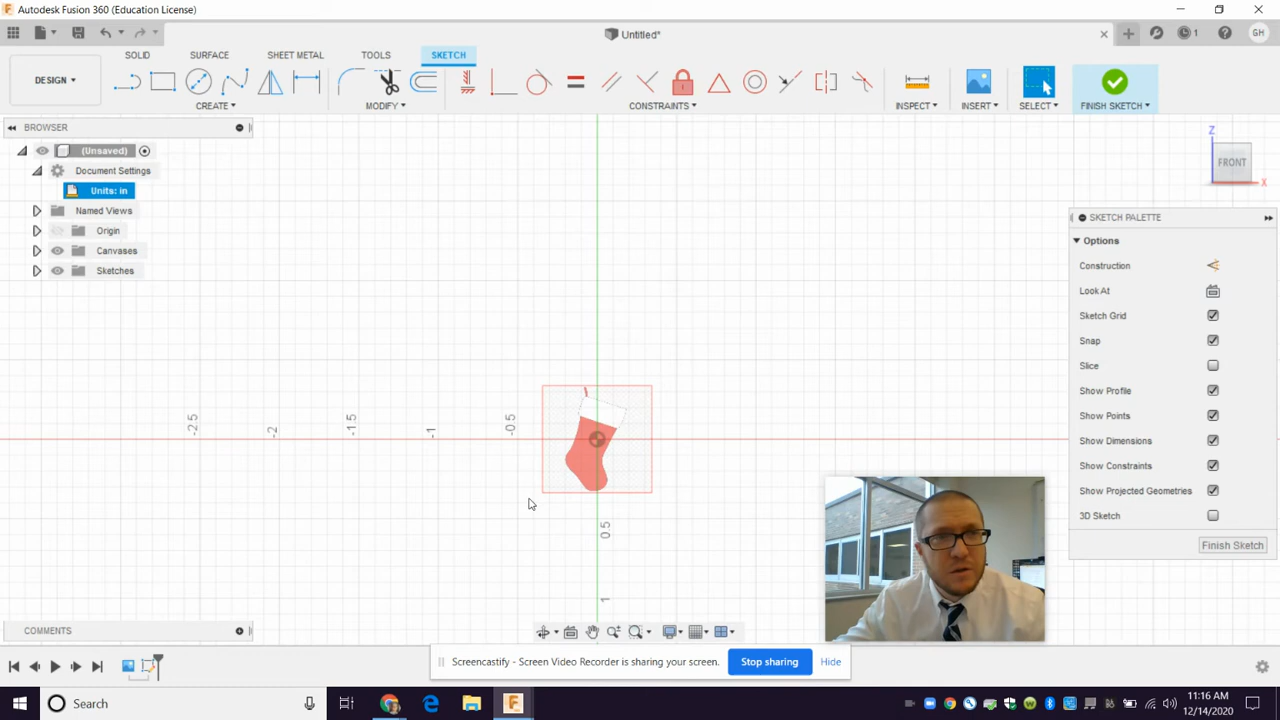 Autodesk Fusion 360 (Education License)
Untitled*
1
GH
SOLID
SURFACE
SHEET METAL
TOOLS
SKETCH
DESIGN
CREATE
MODIFY
CONSTRAINTS
INSPECT
INSERT
SELECT
FINISH SKETCH
BROWSER
(Unsaved)
Document Settings
Units: in
Named Views
Origin
Canvases
Sketches
Z
FRONT
X
SKETCH PALETTE
Options
Construction
Look At
Sketch Grid
Snap
Slice
Show Profile
Show Points
Show Dimensions
Show Constraints
Show Projected Geometries
3D Sketch
Finish Sketch
-2.5
-2
-1.5
-1
-0.5
0.5
1
COMMENTS
Screencastify - Screen Video Recorder is sharing your screen.
Stop sharing
Hide
Search
11:16 AM
12/14/2020